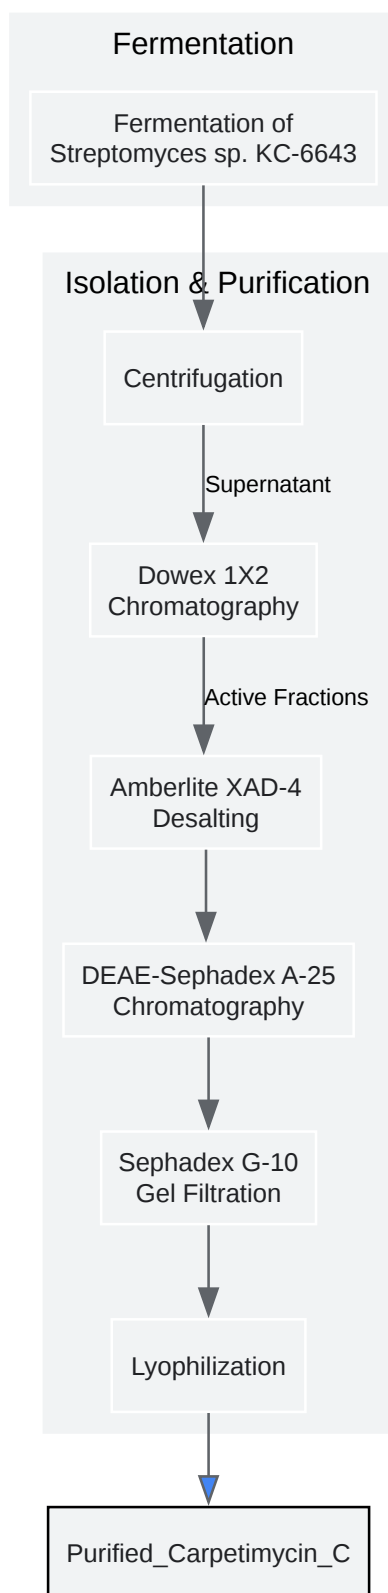 Fermentation
Fermentation of
Streptomyces sp. KC-6643
Isolation & Purification
Centrifugation
Supernatant
Dowex 1X2
Chromatography
Active Fractions
Amberlite XAD-4
Desalting
DEAE-Sephadex A-25
Chromatography
Sephadex G-10
Gel Filtration
Lyophilization
Purified_Carpetimycin_C